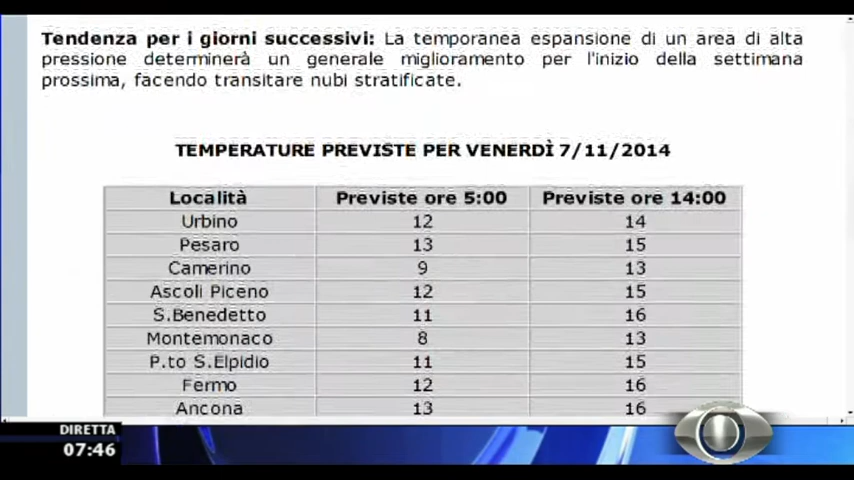 Tendenza per i giorni successivi: La temporanea espansione di un area di alta
pressione determinerà un generale miglioramento per l'inizio della settimana
prossima, facendo transitare nubi stratificate.
TEMPERATURE PREVISTE PER VENERDÌ 7/11/2014
Località Previste ore 5:00 Previste ore 14:00
Urbino 12 14
Pesaro 13 15
Camerino 9 13
Ascoli Piceno 12 15
S.Benedetto 11 16
Montemonaco 8 13
P.to S.Elpidio 11 15
Fermo 12 16
Ancona 13 16
DIRETTA
07:46